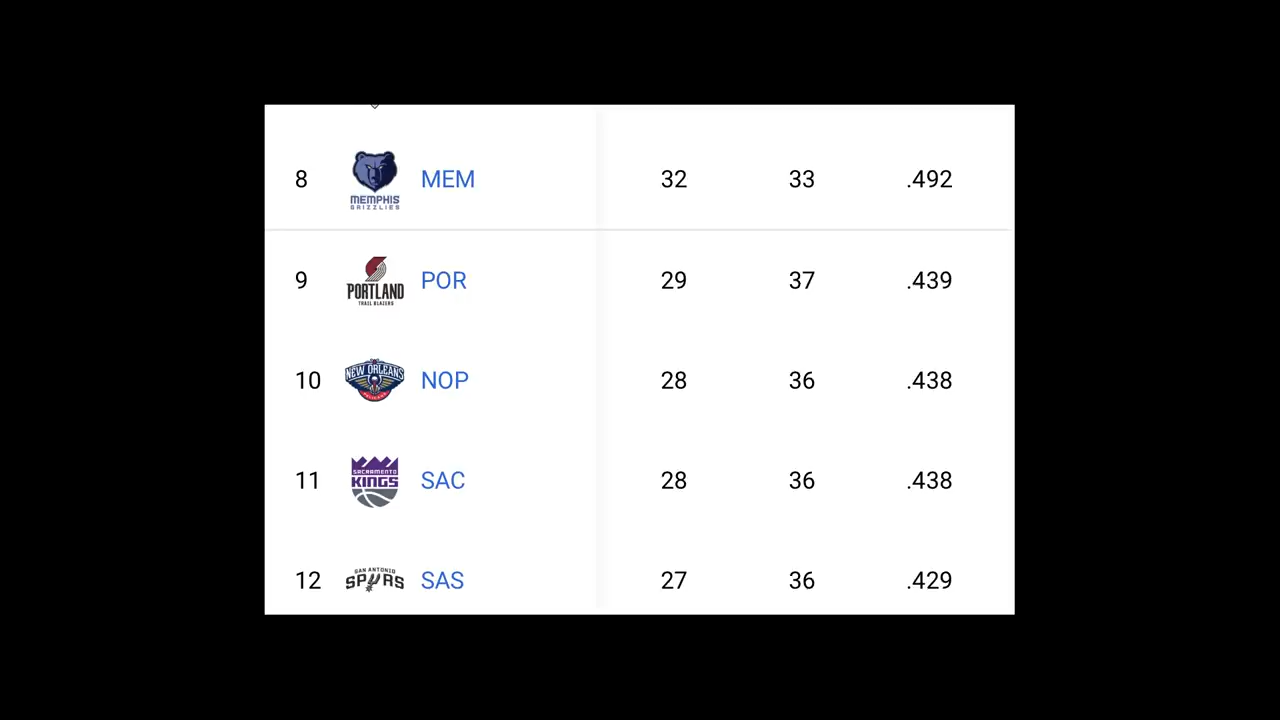 8 MEMPHIS GRIZZLIES MEM 32 33 .492
9 PORTLAND TRAIL BLAZERS POR 29 37 .439
10 NEW ORLEANS PELICANS NOP 28 36 .438
11 SACRAMENTO KINGS SAC 28 36 .438
12 SAN ANTONIO SPURS SAS 27 36 .429